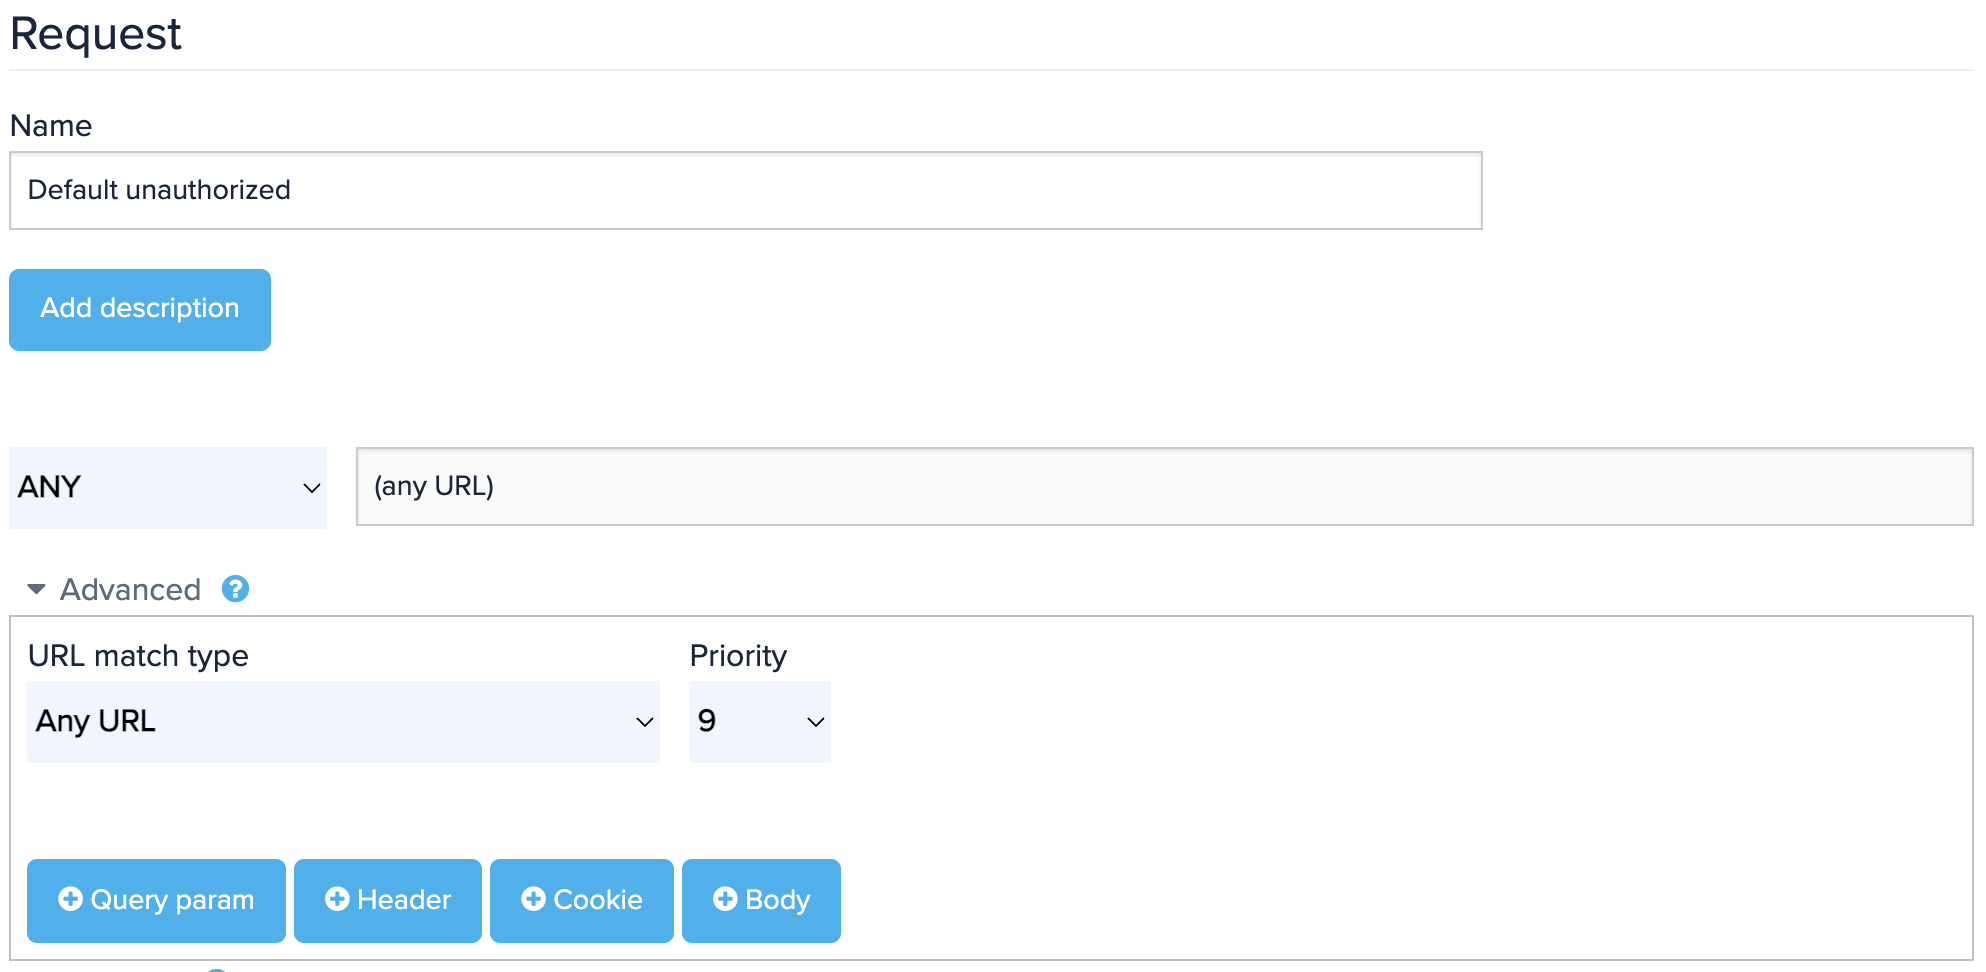 Request
Name
Default unauthorized
Add description
ANY (any URL)
Advanced ?
URL match type Priority
Any URL 9
Query param Header Cookie Body